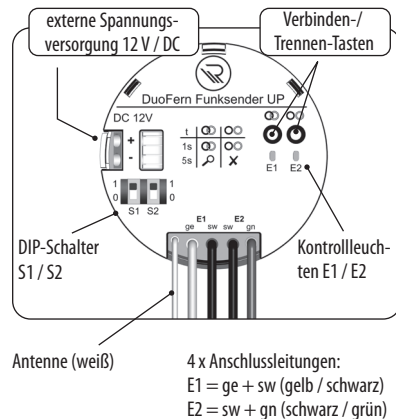 externe Spannungs-
versorgung 12 V / DC
Verbinden-/
Trennen-Tasten
DuoFern Funksender UP
DC 12V
+
-
t
1s
5s
E1 E2
1 1
0 0
S1 S2
E1 E2
ge sw sw gn
DIP-Schalter
S1 / S2
Kontrollleuch-
ten E1 / E2
Antenne (weiß)
4 x Anschlussleitungen:
E1 = ge + sw (gelb / schwarz)
E2 = sw + gn (schwarz / grün)